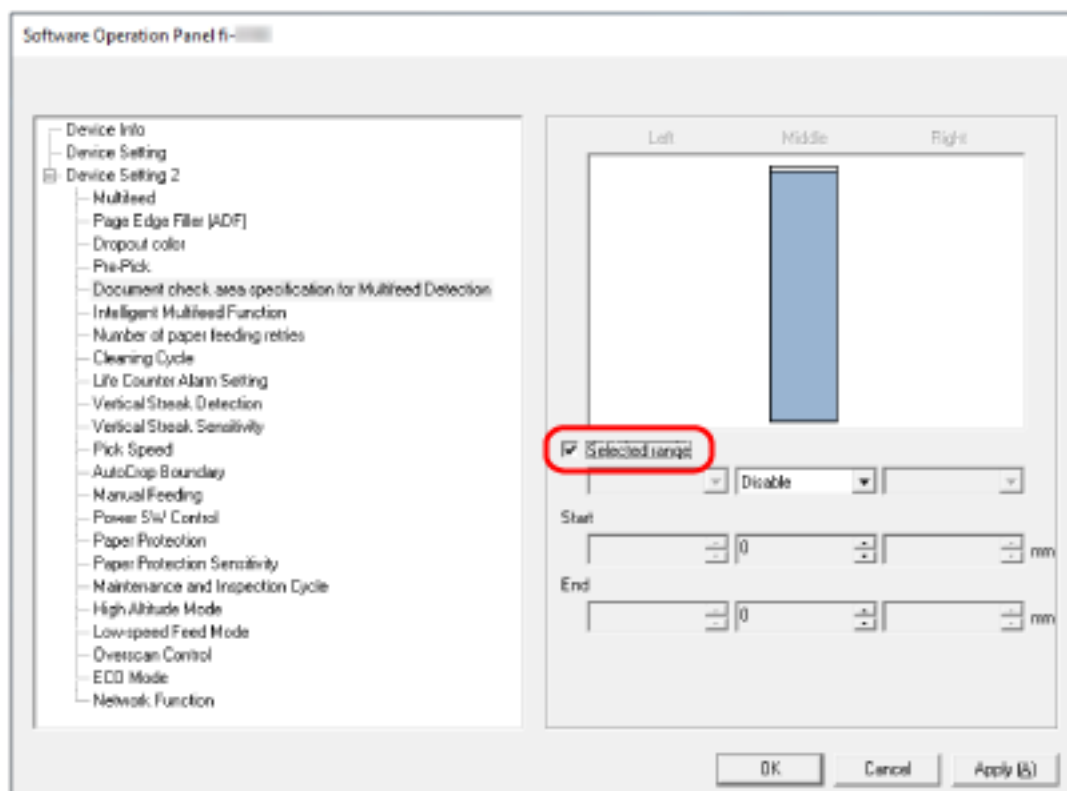 Software Operation Panel fi-
Device Info
Device Setting
Device Setting 2
Multifeed
Page Edge Filler [ADF]
Dropout color
Pre-Pick
Document check area specification for Multifeed Detection
Intelligent Multifeed Function
Number of paper feeding retries
Cleaning Cycle
Life Counter Alarm Setting
Vertical Streak Detection
Vertical Streak Sensitivity
Pick Speed
AutoCrop Boundary
Manual Feeding
Power SW Control
Paper Protection
Paper Protection Sensitivity
Maintenance and Inspection Cycle
High Altitude Mode
Low-speed Feed Mode
Overscan Control
ECO Mode
Network Function
Left Middle Right
Selected range
Disable
Start
0 mm
End
0 mm
OK Cancel Apply (A)